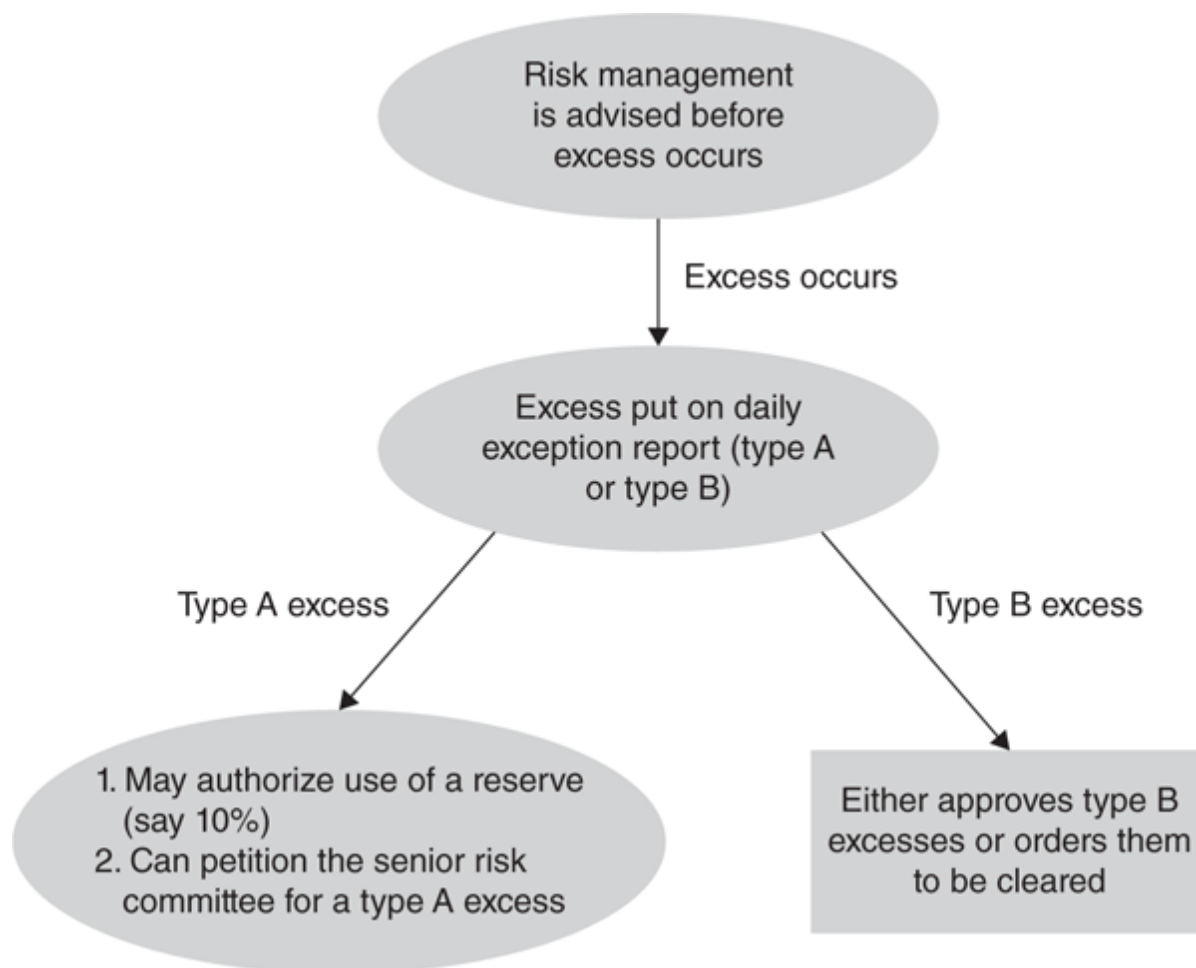 Risk management
is advised before
excess occurs
Excess occurs
Excess put on daily
exception report (type A
or type B)
Type A excess
Type B excess
1. May authorize use of a reserve
(say 10%)
2. Can petition the senior risk
committee for a type A excess
Either approves type B
excesses or orders them
to be cleared